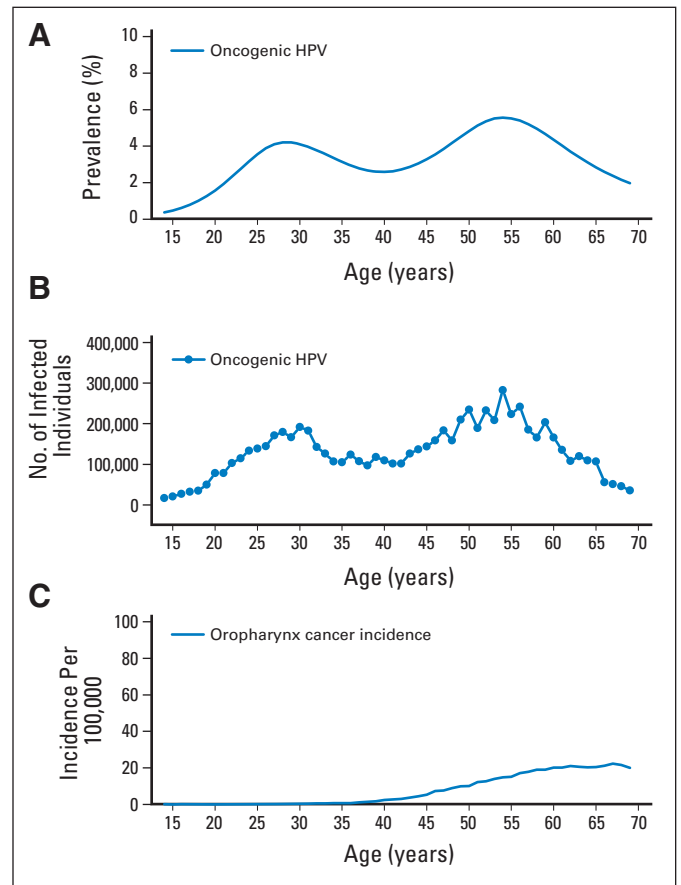 A
Prevalence (%)
10
8
6
4
2
0
Oncogenic HPV
15 20 25 30 35 40 45 50 55 60 65 70
Age (years)
B
No. of Infected
Individuals
400,000
300,000
200,000
100,000
0
Oncogenic HPV
15 20 25 30 35 40 45 50 55 60 65 70
Age (years)
C
Incidence Per
100,000
100
80
60
40
20
0
Oropharynx cancer incidence
15 20 25 30 35 40 45 50 55 60 65 70
Age (years)